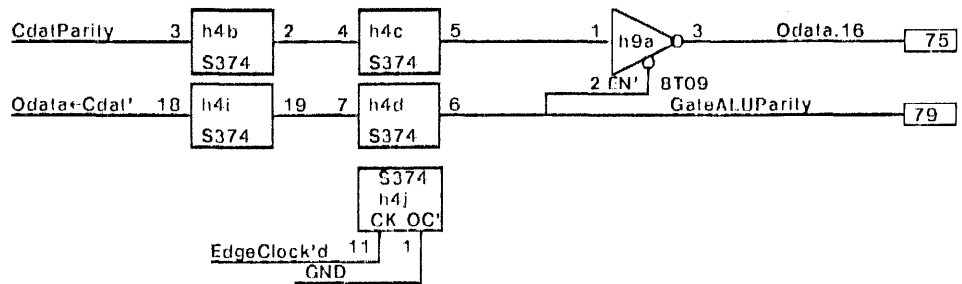 CdatParity 3 h4b 2 4 h4c 5 1 h9a 3 Odata.16 75
S374 S374
2 EN' 8T09
Odata←Cdat' 18 h4i 19 7 h4d 6 GateALUParity 79
S374 S374
S374
h4j
CK OC'
EdgeClock'd 11 1
GND